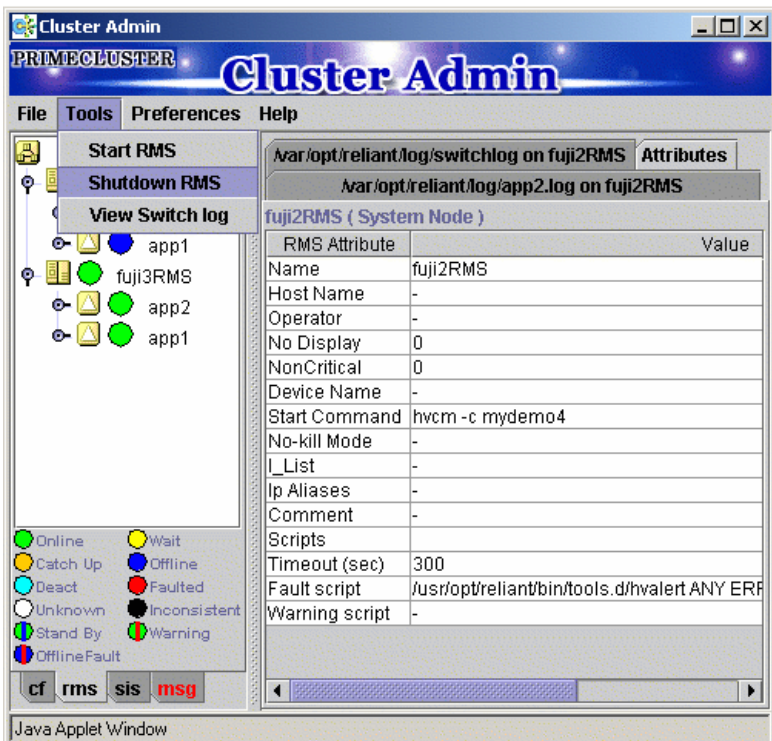 Cluster Admin
PRIMECLUSTER
Cluster Admin
File Tools Preferences Help
Start RMS
Shutdown RMS
View Switch log
app1
fuji3RMS
app2
app1
Online Wait
Catch Up Offline
Deact Faulted
Unknown Inconsistent
Stand By Warning
OfflineFault
cf rms sis msg
/var/opt/reliant/log/switchlog on fuji2RMS Attributes
/var/opt/reliant/log/app2.log on fuji2RMS
fuji2RMS ( System Node )
RMS Attribute Value
Name fuji2RMS
Host Name -
Operator -
No Display 0
NonCritical 0
Device Name -
Start Command hvcm -c mydemo4
No-kill Mode -
I_List -
Ip Aliases -
Comment -
Scripts
Timeout (sec) 300
Fault script /usr/opt/reliant/bin/tools.d/hvalert ANY ERF
Warning script -
Java Applet Window